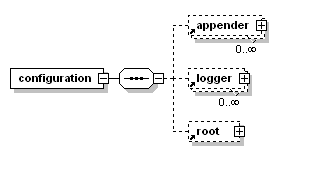 appender
0..∞
configuration
logger
0..∞
root